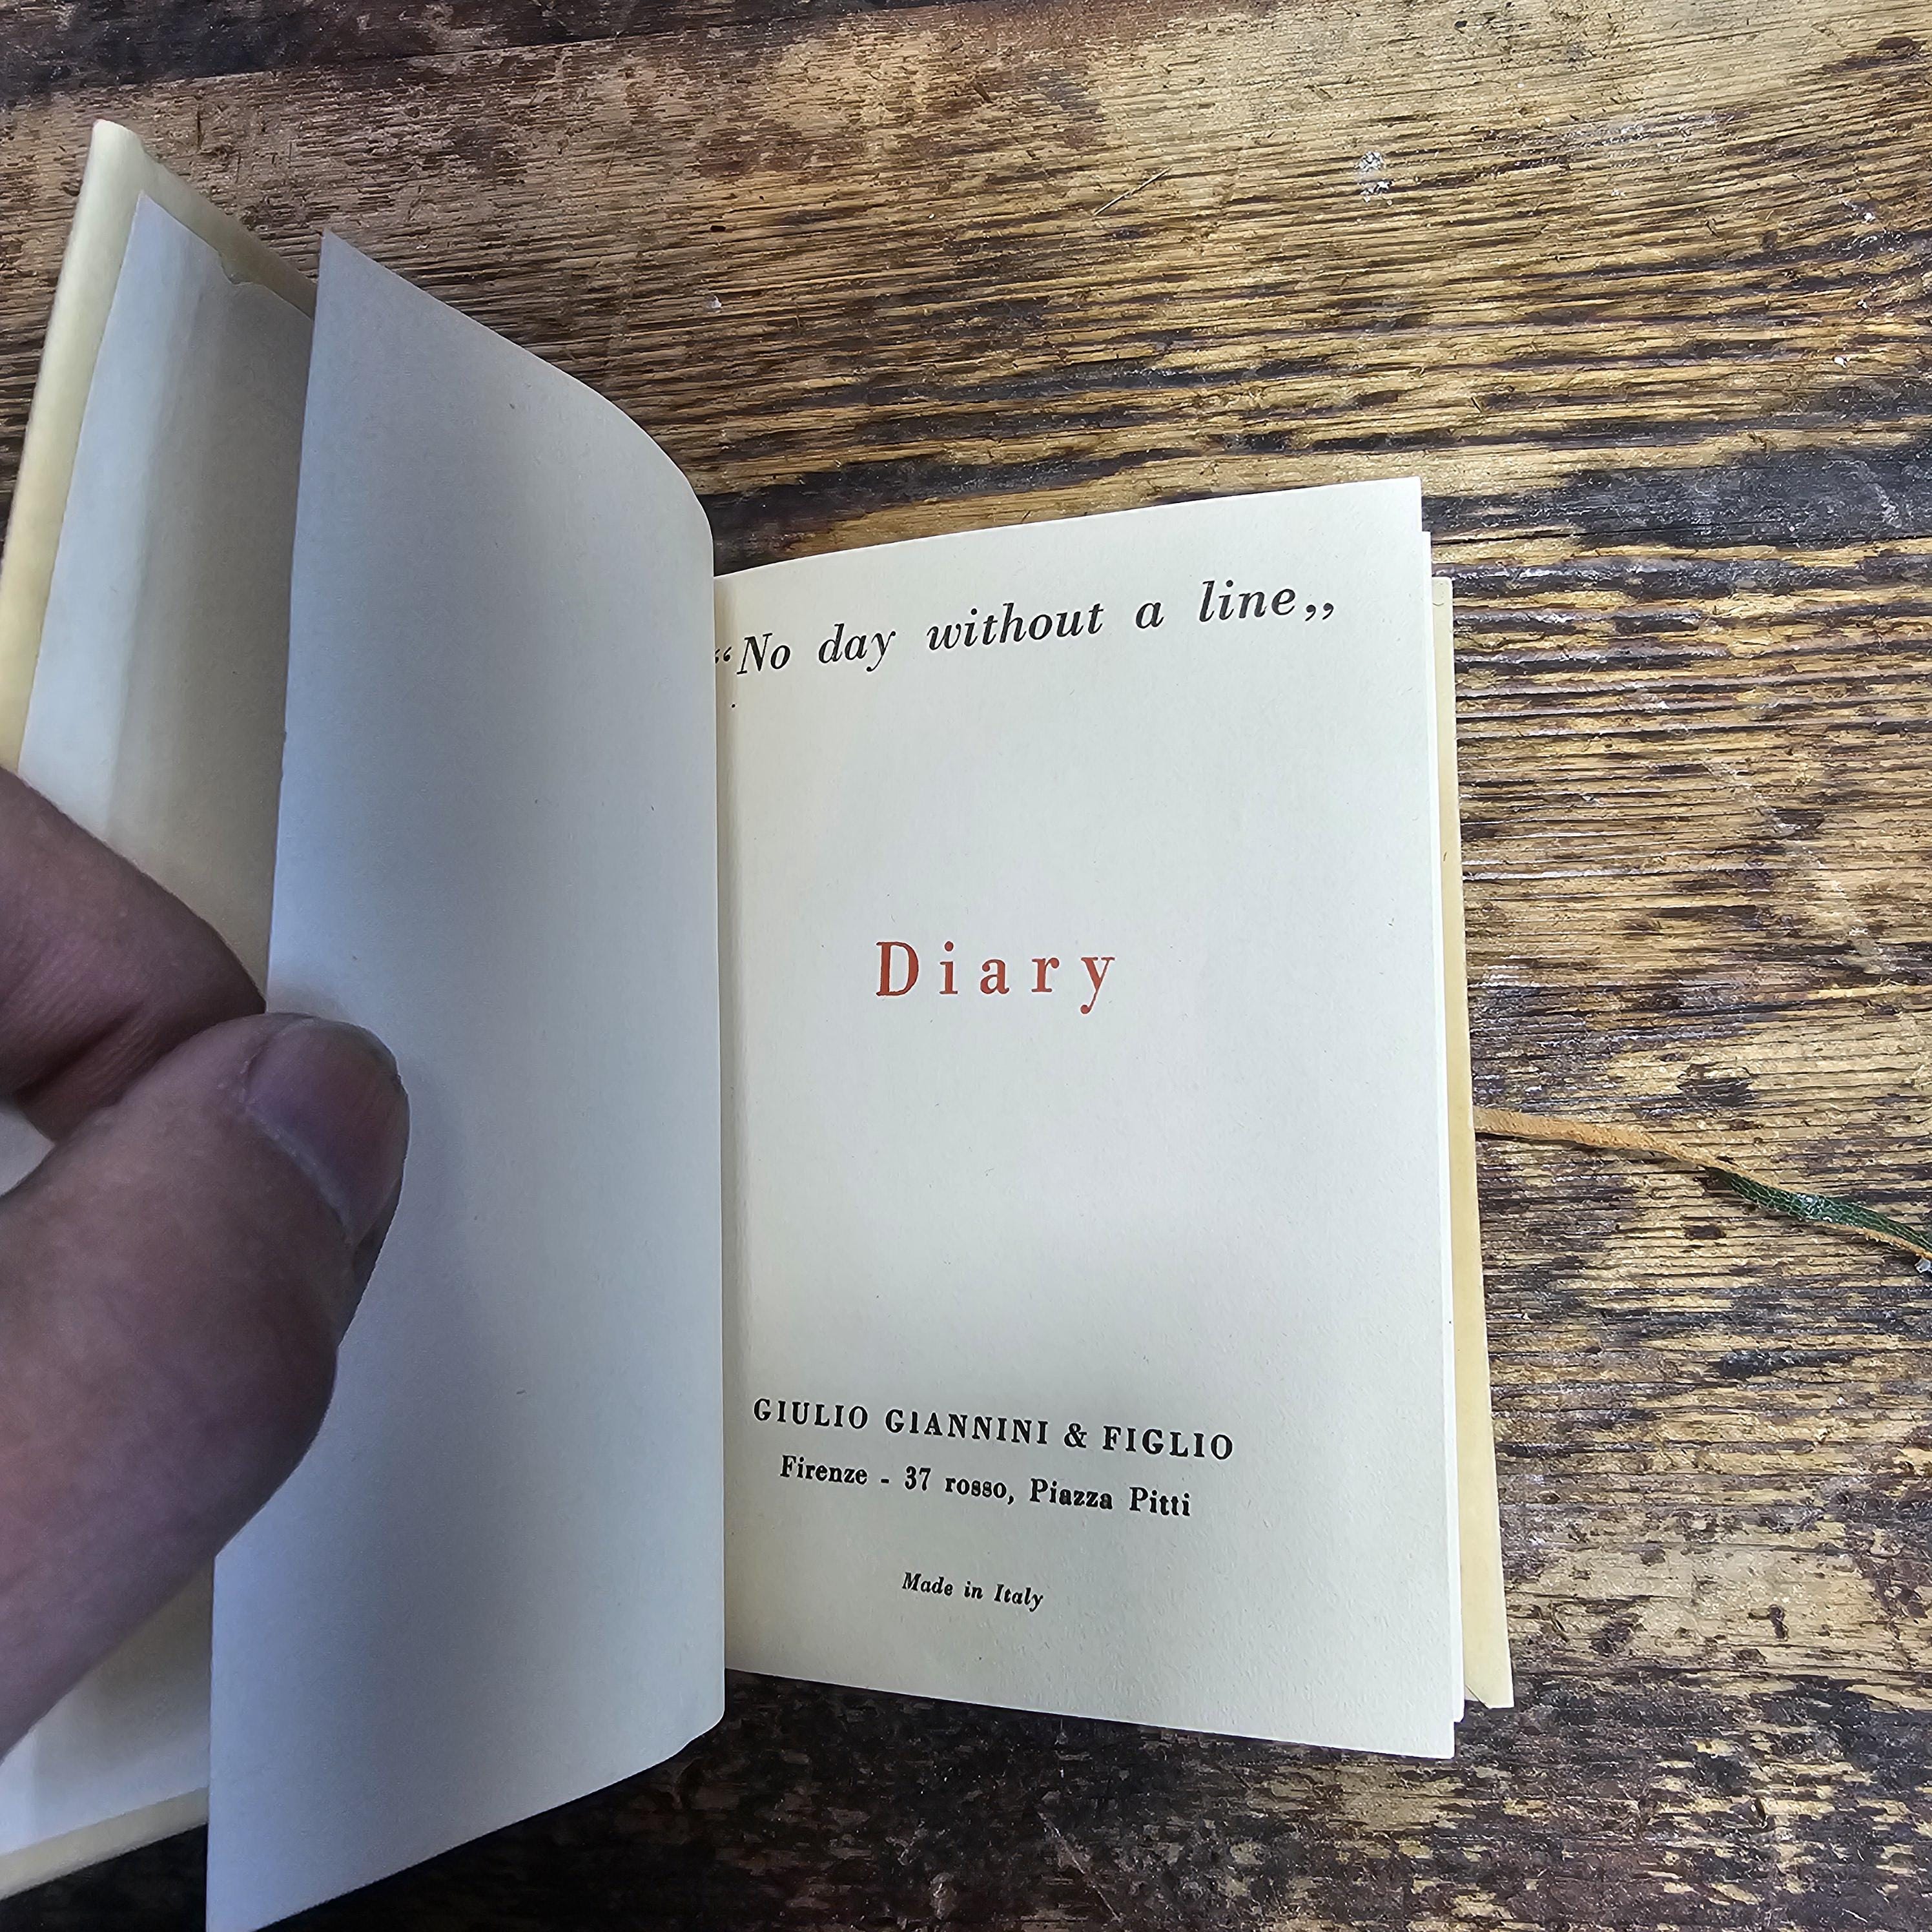 “No day without a line„
Diary
GIULIO GIANNINI & FIGLIO
Firenze - 37 rosso, Piazza Pitti
Made in Italy